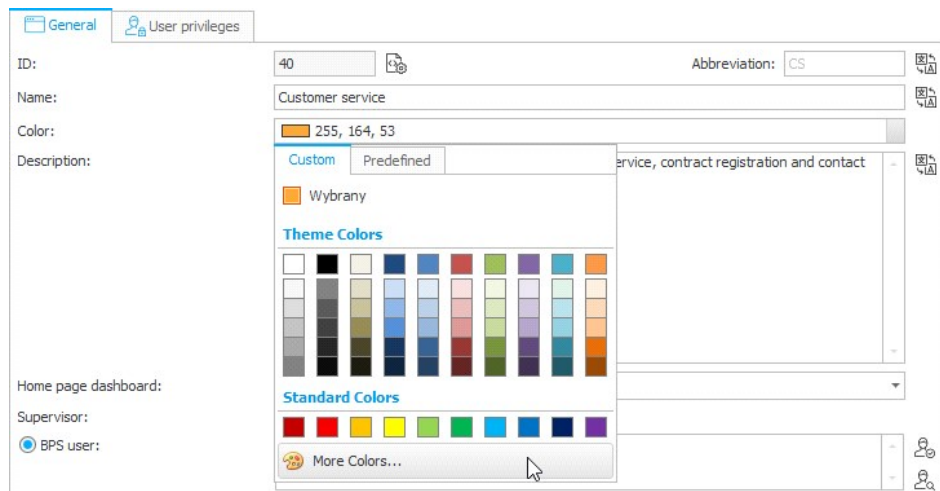 General User privileges
ID: 40 Abbreviation: CS
Name: Customer service
Color: 255, 164, 53
Custom Predefined
Description: ervice, contract registration and contact
Wybrany
Theme Colors
Home page dashboard:
Standard Colors
Supervisor:
BPS user:
More Colors...